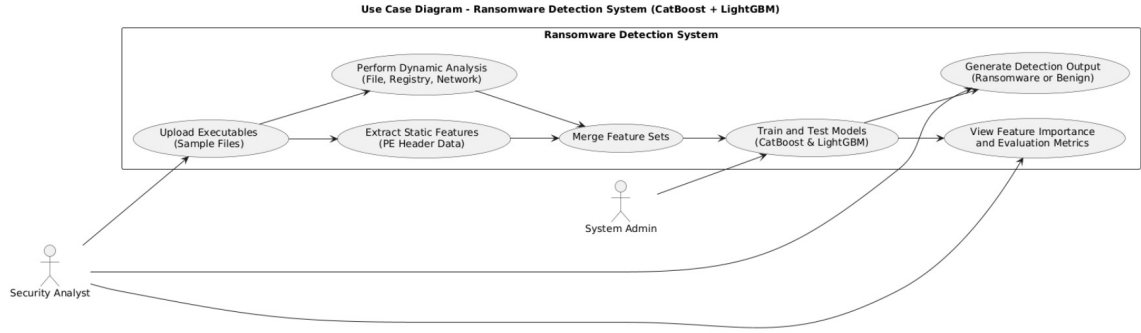 Use Case Diagram - Ransomware Detection System (CatBoost + LightGBM)
Ransomware Detection System
Perform Dynamic Analysis
(File, Registry, Network)
Generate Detection Output
(Ransomware or Benign)
Upload Executables
(Sample Files)
Extract Static Features
(PE Header Data)
Merge Feature Sets
Train and Test Models
(CatBoost & LightGBM)
View Feature Importance
and Evaluation Metrics
System Admin
Security Analyst